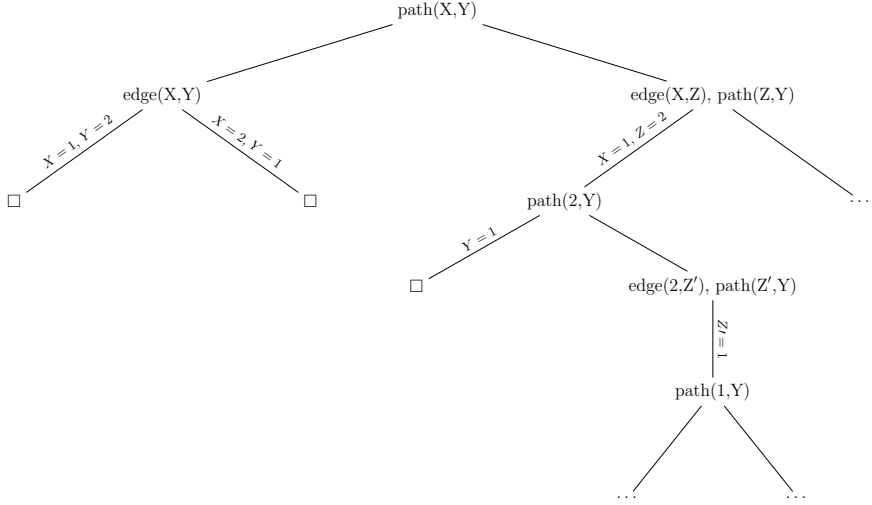 path(X,Y)
edge(X,Y)
edge(X,Z), path(Z,Y)
X = 1, Y = 2
X = 2, Y = 1
X = 1, Z = 2
□
□
path(2,Y)
...
Y = 1
□
edge(2,Z′), path(Z′,Y)
Z′ = 1
path(1,Y)
...
...